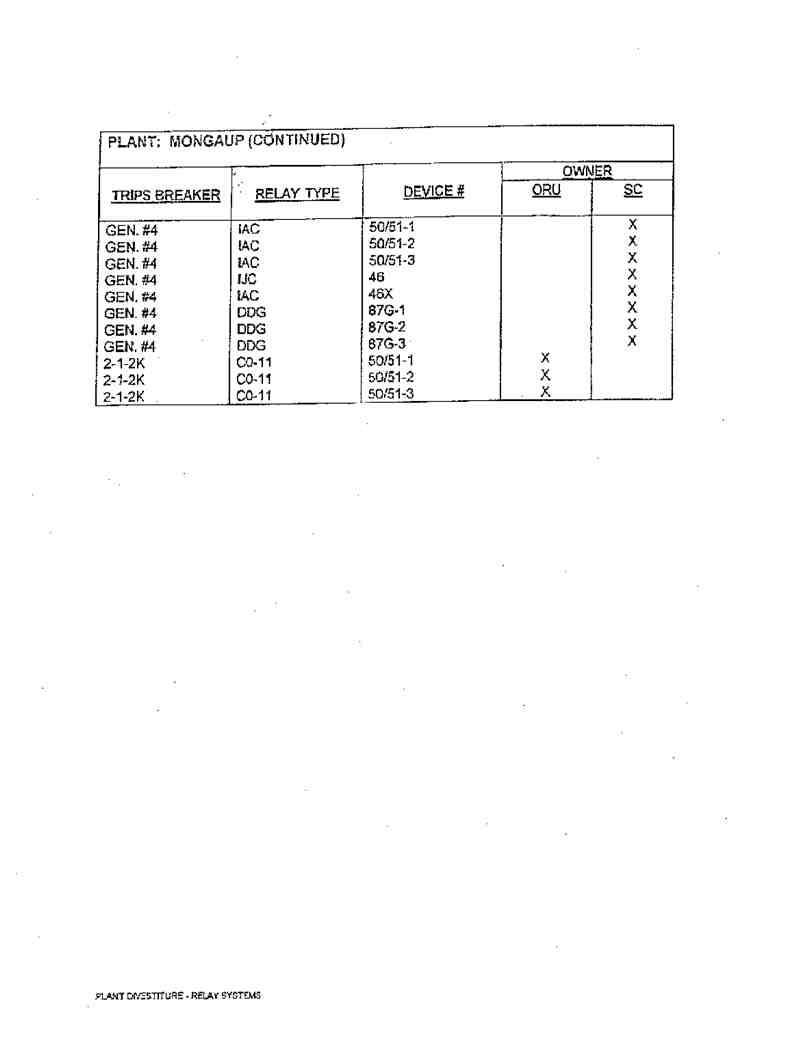 PLANT: MONGAUP (CONTINUED)
OWNER
TRIPS BREAKER RELAY TYPE DEVICE # ORU SC
GEN. #4 IAC 50/51-1 X
GEN. #4 IAC 50/51-2 X
GEN. #4 IAC 50/51-3 X
GEN. #4 IJC 46 X
GEN. #4 IAC 46X X
GEN. #4 DDG 87G-1 X
GEN. #4 DDG 87G-2 X
GEN. #4 DDG 87G-3 X
2-1-2K C0-11 50/51-1 X
2-1-2K C0-11 50/51-2 X
2-1-2K C0-11 50/51-3 X
PLANT DIVESTITURE - RELAY SYSTEMS